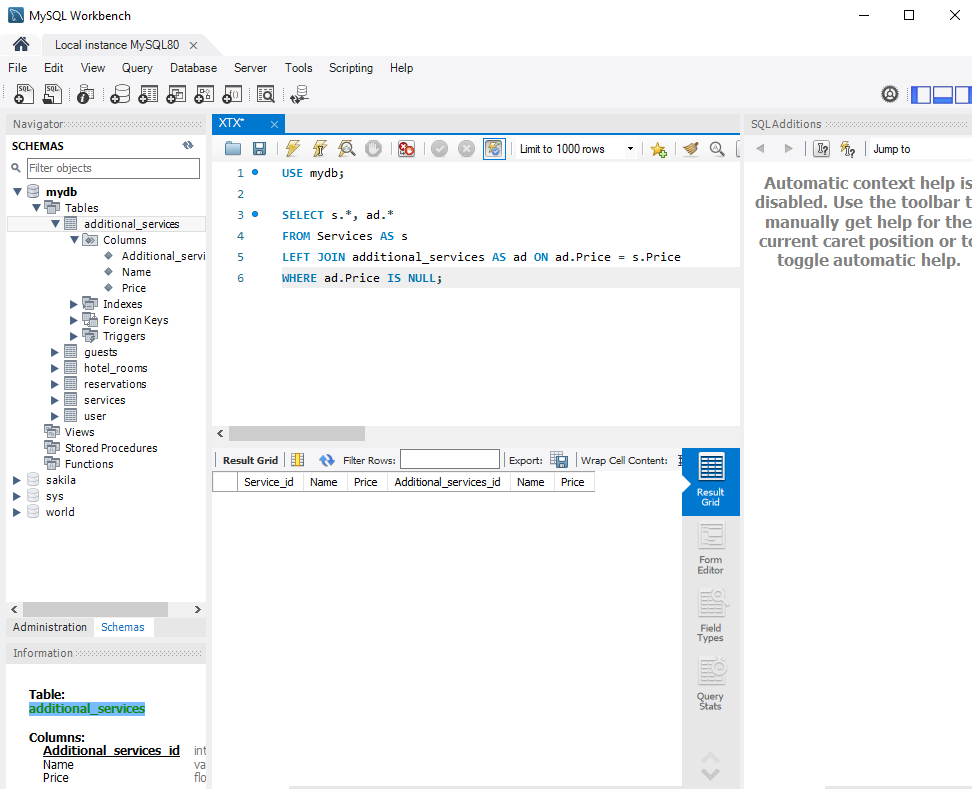 MySQL Workbench
Local instance MySQL80
File Edit View Query Database Server Tools Scripting Help
Navigator
SCHEMAS
Filter objects
mydb
Tables
additional_services
Columns
Additional_servi
Name
Price
Indexes
Foreign Keys
Triggers
guests
hotel_rooms
reservations
services
user
Views
Stored Procedures
Functions
sakila
sys
world
Administration Schemas
Information
Table:
additional_services
Columns:
Additional_services_id int
Name va
Price flo
XTX*
Limit to 1000 rows
1 USE mydb;
2
3 SELECT s.*, ad.*
4 FROM Services AS s
5 LEFT JOIN additional_services AS ad ON ad.Price = s.Price
6 WHERE ad.Price IS NULL;
Result Grid Filter Rows: Export: Wrap Cell Content:
Service_id Name Price Additional_services_id Name Price
Result
Grid
Form
Editor
Field
Types
Query
Stats
SQLAdditions
Jump to
Automatic context help is
disabled. Use the toolbar t
manually get help for the
current caret position or to
toggle automatic help.